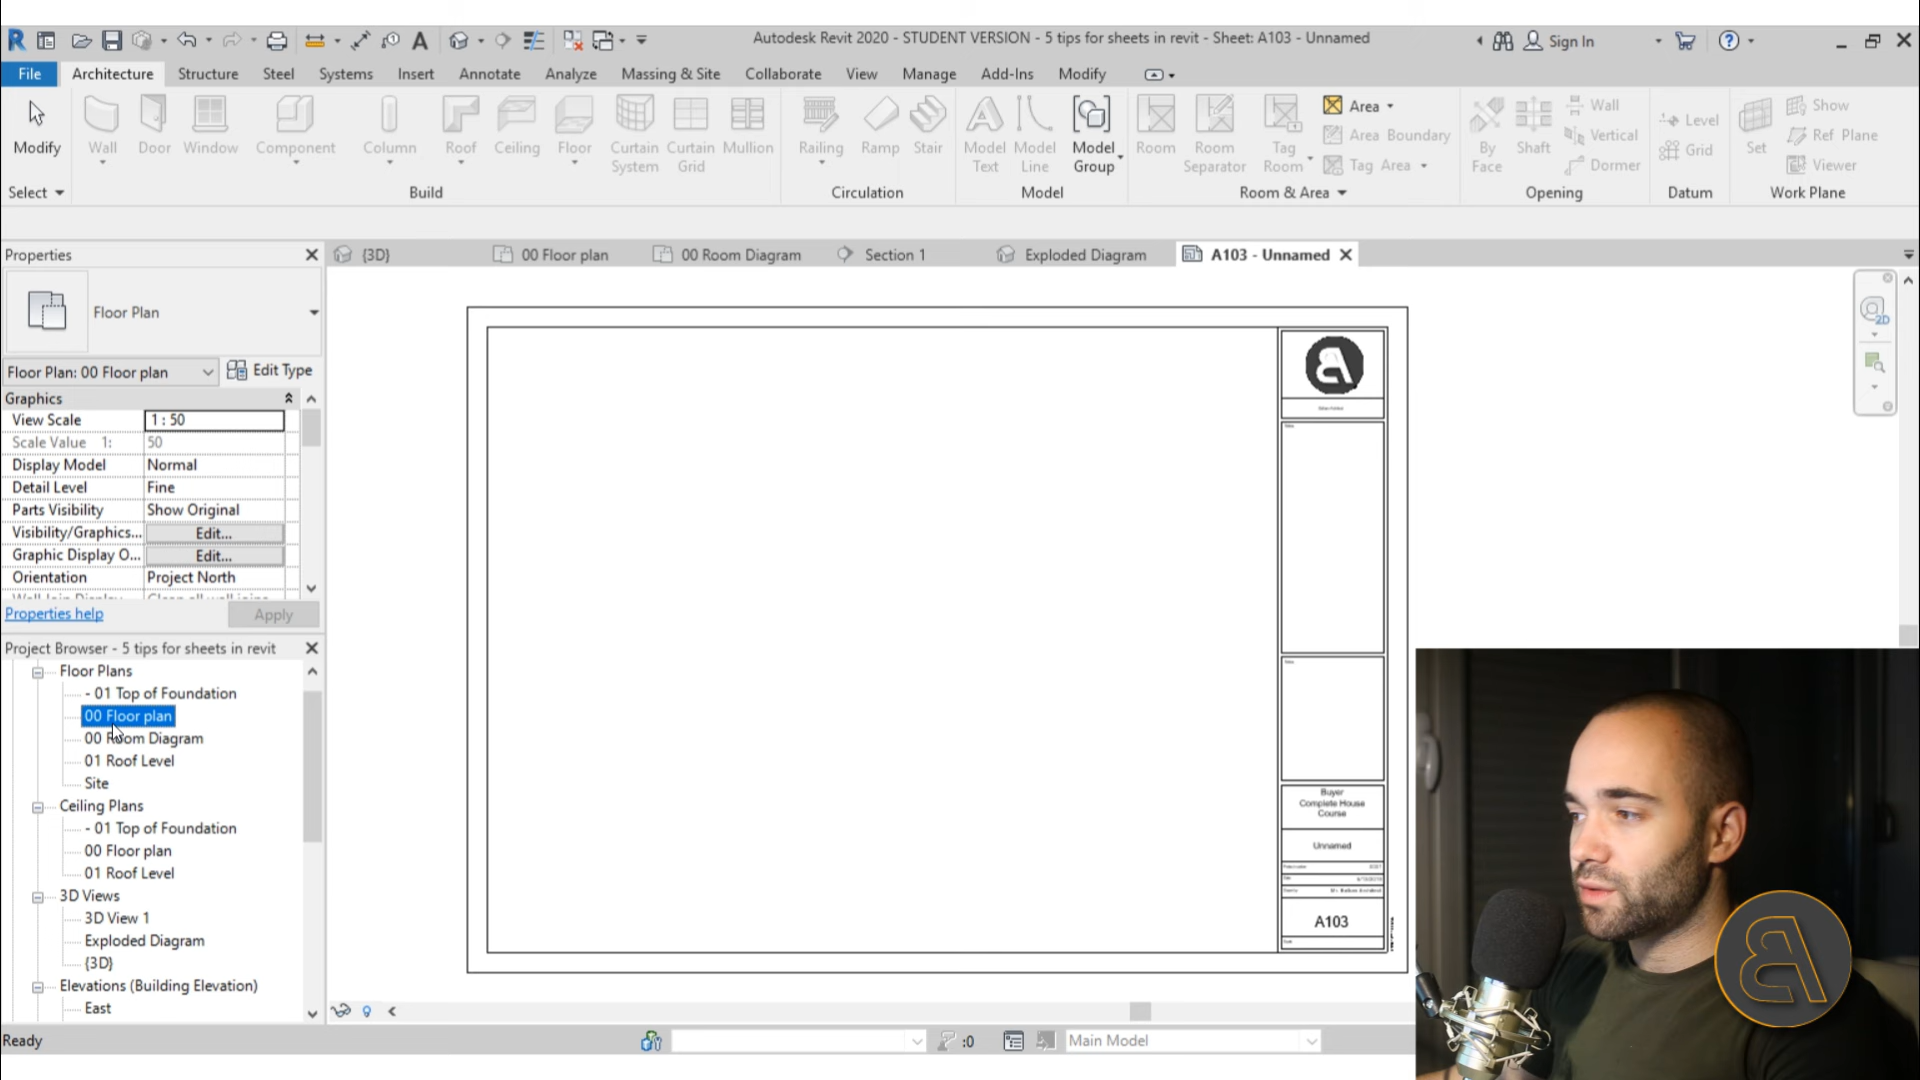 Autodesk Revit 2020 - STUDENT VERSION - 5 tips for sheets in revit - Sheet: A103 - Unnamed
Sign In
File Architecture Structure Steel Systems Insert Annotate Analyze Massing & Site Collaborate View Manage Add-Ins Modify
Modify
Wall
Door
Window
Component
Column
Roof
Ceiling
Floor
Curtain System
Curtain Grid
Mullion
Railing
Ramp
Stair
Model Text
Model Line
Model Group
Room
Room Separator
Tag Room
Area
Area Boundary
Tag Area
By Face
Shaft
Wall
Vertical
Dormer
Level
Grid
Set
Show
Ref Plane
Viewer
Select Build Circulation Model Room & Area Opening Datum Work Plane
Properties
{3D} 00 Floor plan 00 Room Diagram Section 1 Exploded Diagram A103 - Unnamed
2D
Floor Plan
Floor Plan: 00 Floor plan Edit Type
Graphics
View Scale 1 : 50
Scale Value 1: 50
Display Model Normal
Detail Level Fine
Parts Visibility Show Original
Visibility/Graphics... Edit...
Graphic Display O... Edit...
Orientation Project North
Properties help Apply
Project Browser - 5 tips for sheets in revit
Floor Plans
- 01 Top of Foundation
00 Floor plan
00 Room Diagram
01 Roof Level
Site
Ceiling Plans
- 01 Top of Foundation
00 Floor plan
01 Roof Level
3D Views
3D View 1
Exploded Diagram
{3D}
Elevations (Building Elevation)
East
Buyer
Complete House
Course
Unnamed
A103
Ready
:0
Main Model